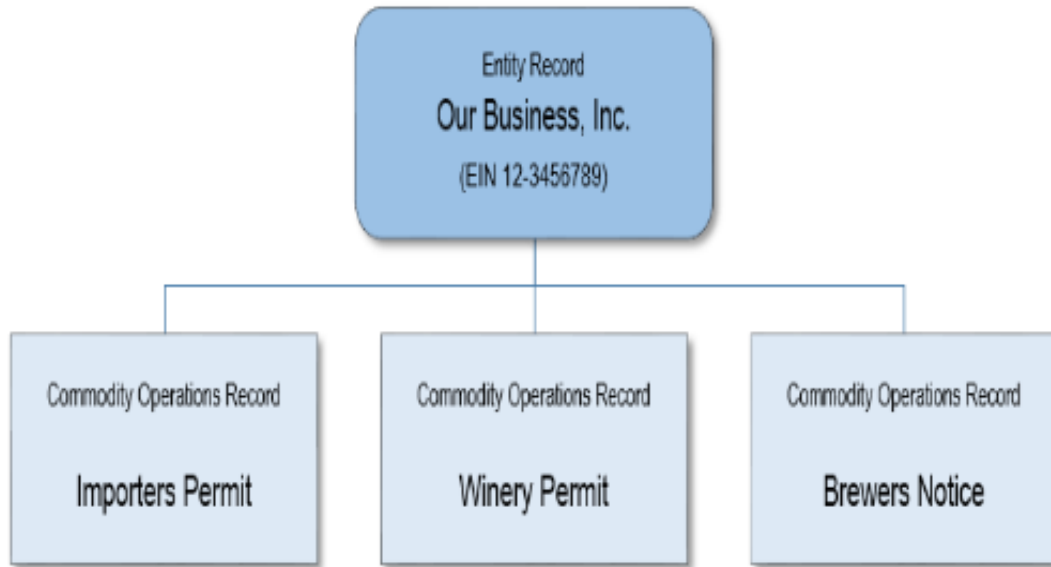 Entity Record
Our Business, Inc.
(EIN 12-3456789)
Commodity Operations Record
Importers Permit
Commodity Operations Record
Winery Permit
Commodity Operations Record
Brewers Notice